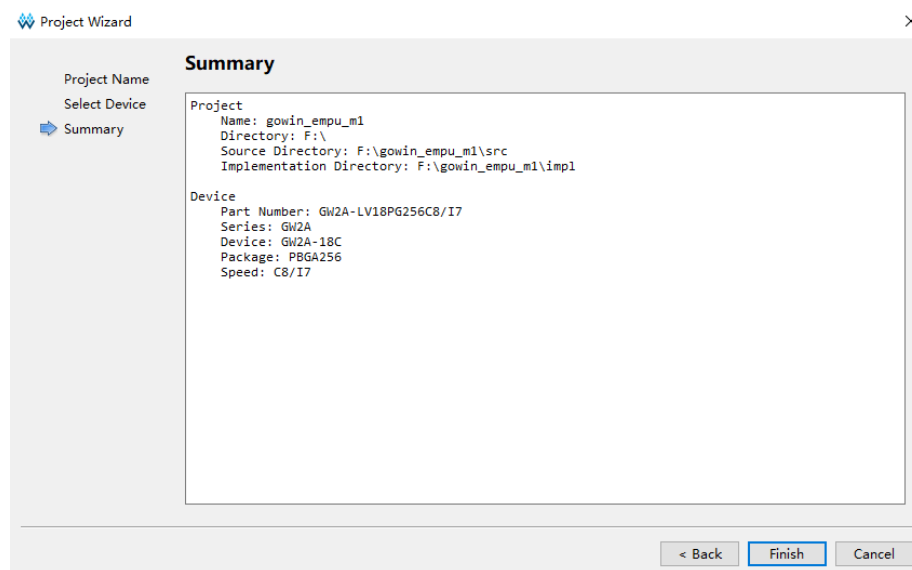 Project Wizard
Project Name
Select Device
Summary
Summary
Project
Name: gowin_empu_m1
Directory: F:\
Source Directory: F:\gowin_empu_m1\src
Implementation Directory: F:\gowin_empu_m1\impl
Device
Part Number: GW2A-LV18PG256C8/I7
Series: GW2A
Device: GW2A-18C
Package: PBGA256
Speed: C8/I7
< Back
Finish
Cancel